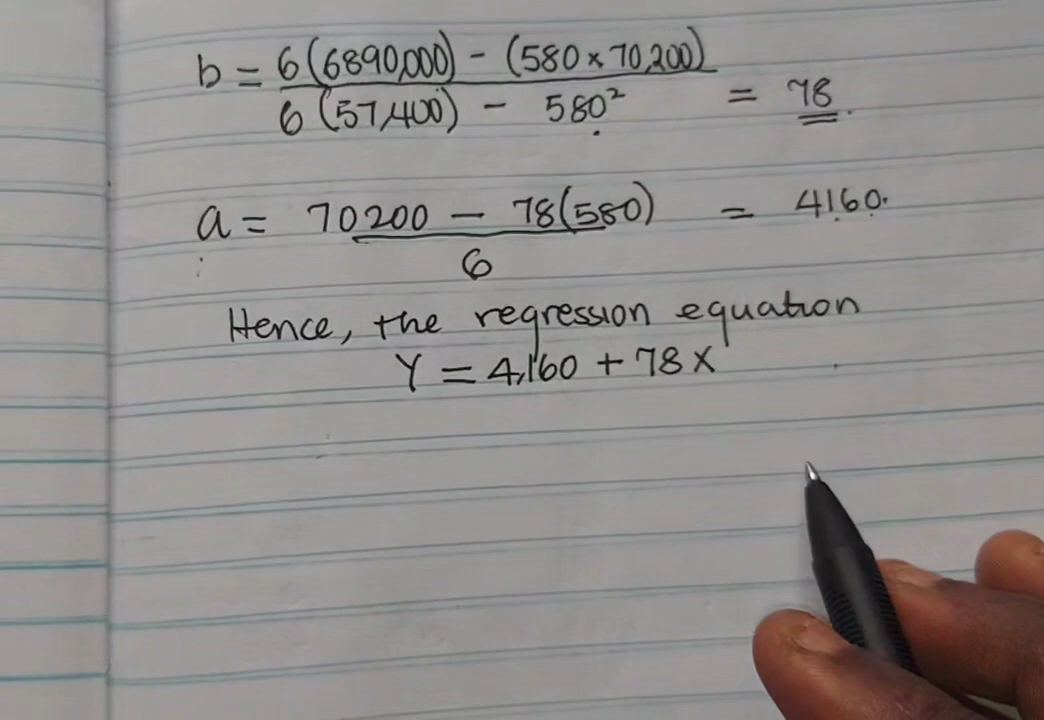 b = 6(6890,000) - (580 × 70,200)
6 (57,400) - 580² = 78.
a = 70200 - 78(580) = 4160.
6
Hence, the regression equation
Y = 4,160 + 78X